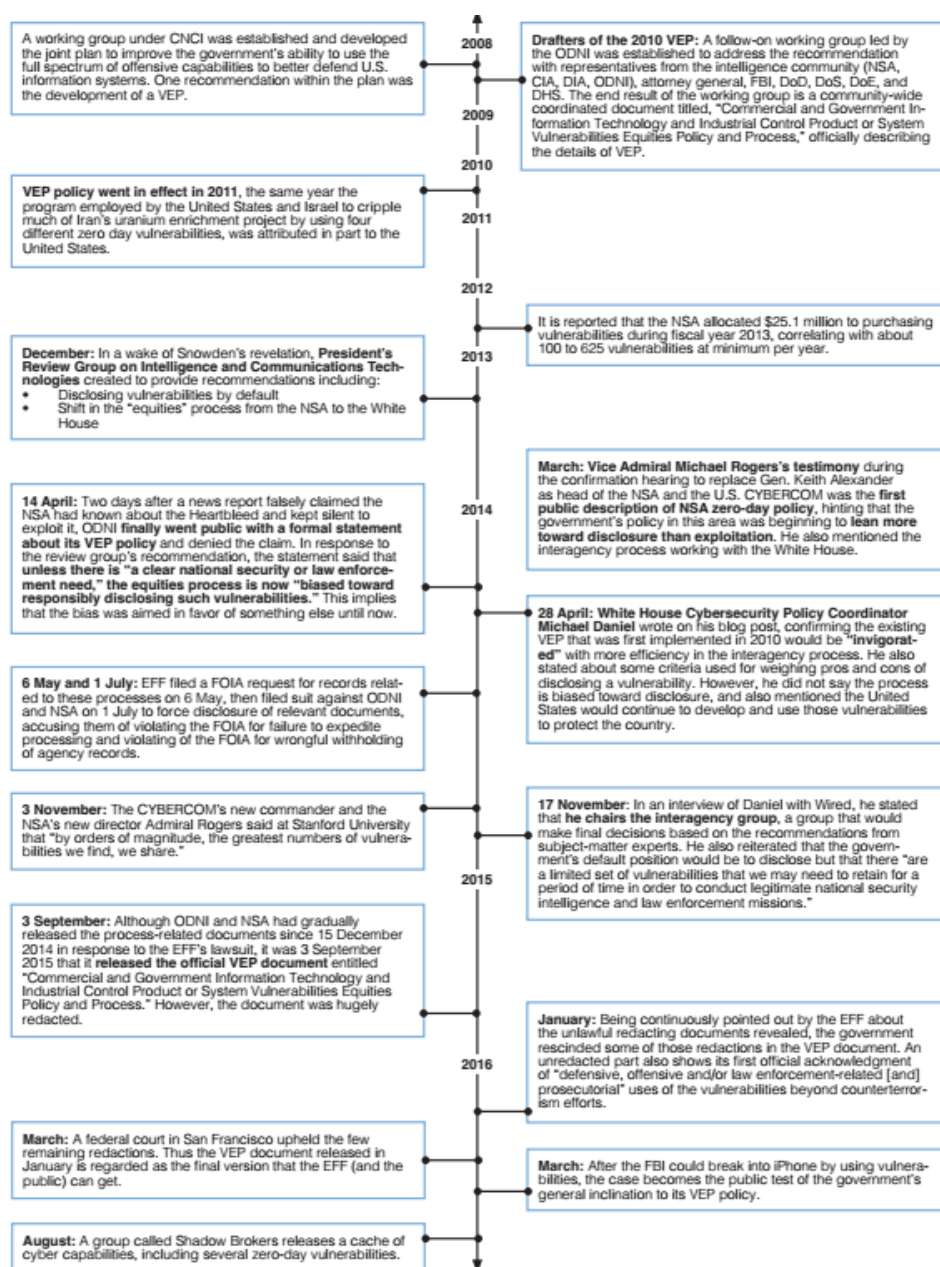 2008
A working group under CNCI was established and developed
the joint plan to improve the government's ability to use the
full spectrum of offensive capabilities to better defend U.S.
information systems. One recommendation within the plan was
the development of a VEP.
Drafters of the 2010 VEP: A follow-on working group led by
the ODNI was established to address the recommendation
with representatives from the intelligence community (NSA,
CIA, DIA, ODNI), attorney general, FBI, DoD, DoS, DoE, and
DHS. The end result of the working group is a community-wide
coordinated document titled, "Commercial and Government In-
formation Technology and Industrial Control Product or System
Vulnerabilities Equities Policy and Process," officially describing
the details of VEP.
2009
2010
VEP policy went in effect in 2011, the same year the
program employed by the United States and Israel to cripple
much of Iran's uranium enrichment project by using four
different zero day vulnerabilities, was attributed in part to the
United States.
2011
2012
It is reported that the NSA allocated $25.1 million to purchasing
vulnerabilities during fiscal year 2013, correlating with about
100 to 625 vulnerabilities at minimum per year.
2013
December: In a wake of Snowden's revelation, President's
Review Group on Intelligence and Communications Tech-
nologies created to provide recommendations including:
• Disclosing vulnerabilities by default
• Shift in the "equities" process from the NSA to the White
House
March: Vice Admiral Michael Rogers's testimony during
the confirmation hearing to replace Gen. Keith Alexander
as head of the NSA and the U.S. CYBERCOM was the first
public description of NSA zero-day policy, hinting that the
government's policy in this area was beginning to lean more
toward disclosure than exploitation. He also mentioned the
interagency process working with the White House.
2014
14 April: Two days after a news report falsely claimed the
NSA had known about the Heartbleed and kept silent to
exploit it, ODNI finally went public with a formal statement
about its VEP policy and denied the claim. In response to
the review group's recommendation, the statement said that
unless there is "a clear national security or law enforce-
ment need," the equities process is now "biased toward
responsibly disclosing such vulnerabilities." This implies
that the bias was aimed in favor of something else until now.
28 April: White House Cybersecurity Policy Coordinator
Michael Daniel wrote on his blog post, confirming the existing
VEP that was first implemented in 2010 would be "invigorat-
ed" with more efficiency in the interagency process. He also
stated about some criteria used for weighing pros and cons of
disclosing a vulnerability. However, he did not say the process
is biased toward disclosure, and also mentioned the United
States would continue to develop and use those vulnerabilities
to protect the country.
6 May and 1 July: EFF filed a FOIA request for records relat-
ed to these processes on 6 May, then filed suit against ODNI
and NSA on 1 July to force disclosure of relevant documents,
accusing them of violating the FOIA for failure to expedite
processing and violating of the FOIA for wrongful withholding
of agency records.
3 November: The CYBERCOM's new commander and the
NSA's new director Admiral Rogers said at Stanford University
that "by orders of magnitude, the greatest numbers of vulnera-
bilities we find, we share."
17 November: In an interview of Daniel with Wired, he stated
that he chairs the interagency group, a group that would
make final decisions based on the recommendations from
subject-matter experts. He also reiterated that the govern-
ment's default position would be to disclose but that there "are
a limited set of vulnerabilities that we may need to retain for a
period of time in order to conduct legitimate national security
intelligence and law enforcement missions."
2015
3 September: Although ODNI and NSA had gradually
released the process-related documents since 15 December
2014 in response to the EFF's lawsuit, it was 3 September
2015 that it released the official VEP document entitled
"Commercial and Government Information Technology and
Industrial Control Product or System Vulnerabilities Equities
Policy and Process." However, the document was hugely
redacted.
2016
January: Being continuously pointed out by the EFF about
the unlawful redacting documents revealed, the government
rescinded some of those redactions in the VEP document. An
unredacted part also shows its first official acknowledgment
of "defensive, offensive and/or law enforcement-related [and]
prosecutorial" uses of the vulnerabilities beyond counterterror-
ism efforts.
March: A federal court in San Francisco upheld the few
remaining redactions. Thus the VEP document released in
January is regarded as the final version that the EFF (and the
public) can get.
March: After the FBI could break into iPhone by using vulnera-
bilities, the case becomes the public test of the government's
general inclination to its VEP policy.
August: A group called Shadow Brokers releases a cache of
cyber capabilities, including several zero-day vulnerabilities.